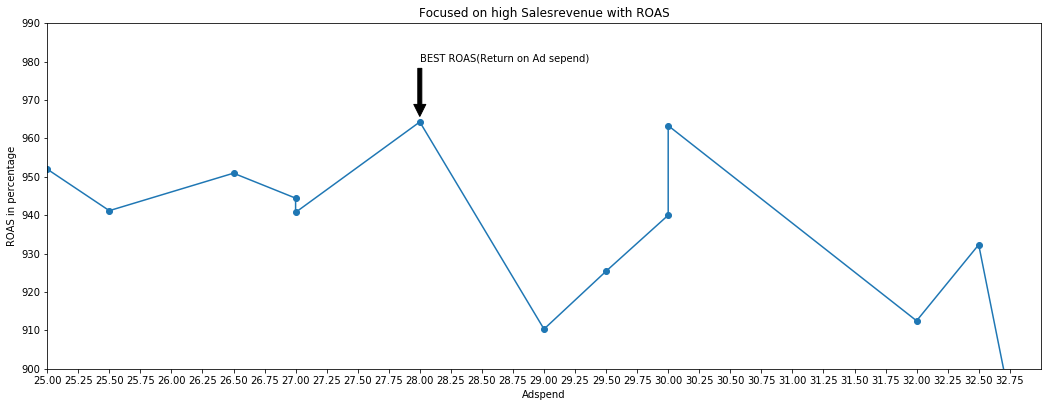 Focused on high Salesrevenue with ROAS
990
BEST ROAS(Return on Ad sepend)
980
970
960
950
940
930
920
910
900
ROAS in percentage
25.00 25.25 25.50 25.75 26.00 26.25 26.50 26.75 27.00 27.25 27.50 27.75 28.00 28.25 28.50 28.75 29.00 29.25 29.50 29.75 30.00 30.25 30.50 30.75 31.00 31.25 31.50 31.75 32.00 32.25 32.50 32.75
Adspend